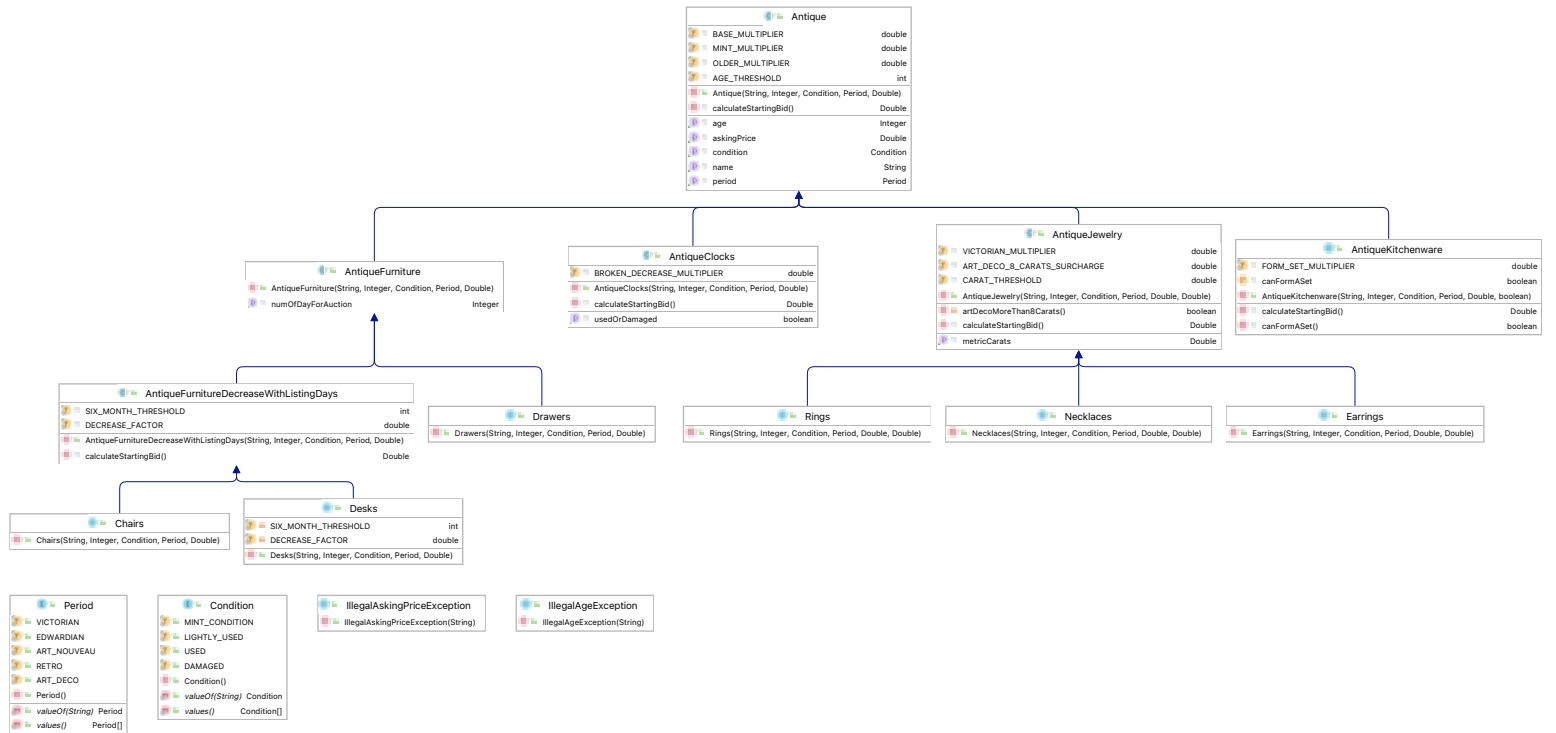 Antique
BASE_MULTIPLIER double
MINT_MULTIPLIER double
OLDER_MULTIPLIER double
AGE_THRESHOLD int
Antique(String, Integer, Condition, Period, Double)
calculateStartingBid() Double
age Integer
askingPrice Double
condition Condition
name String
period Period
AntiqueFurniture
AntiqueFurniture(String, Integer, Condition, Period, Double)
numOfDayForAuction Integer
AntiqueClocks
BROKEN_DECREASE_MULTIPLIER double
AntiqueClocks(String, Integer, Condition, Period, Double)
calculateStartingBid() Double
usedOrDamaged boolean
AntiqueJewelry
VICTORIAN_MULTIPLIER double
ART_DECO_8_CARATS_SURCHARGE double
CARAT_THRESHOLD double
AntiqueJewelry(String, Integer, Condition, Period, Double, Double)
artDecoMoreThan8Carats() boolean
calculateStartingBid() Double
metricCarats Double
AntiqueKitchenware
FORM_SET_MULTIPLIER double
canFormASet boolean
AntiqueKitchenware(String, Integer, Condition, Period, Double, boolean)
calculateStartingBid() Double
canFormASet() boolean
AntiqueFurnitureDecreaseWithListingDays
SIX_MONTH_THRESHOLD int
DECREASE_FACTOR double
AntiqueFurnitureDecreaseWithListingDays(String, Integer, Condition, Period, Double)
calculateStartingBid() Double
Drawers
Drawers(String, Integer, Condition, Period, Double)
Rings
Rings(String, Integer, Condition, Period, Double, Double)
Necklaces
Necklaces(String, Integer, Condition, Period, Double, Double)
Earrings
Earrings(String, Integer, Condition, Period, Double, Double)
Chairs
Chairs(String, Integer, Condition, Period, Double)
Desks
SIX_MONTH_THRESHOLD int
DECREASE_FACTOR double
Desks(String, Integer, Condition, Period, Double)
Period
VICTORIAN
EDWARDIAN
ART_NOUVEAU
RETRO
ART_DECO
Period()
valueOf(String) Period
values() Period[]
Condition
MINT_CONDITION
LIGHTLY_USED
USED
DAMAGED
Condition()
valueOf(String) Condition
values() Condition[]
IllegalAskingPriceException
IllegalAskingPriceException(String)
IllegalAgeException
IllegalAgeException(String)